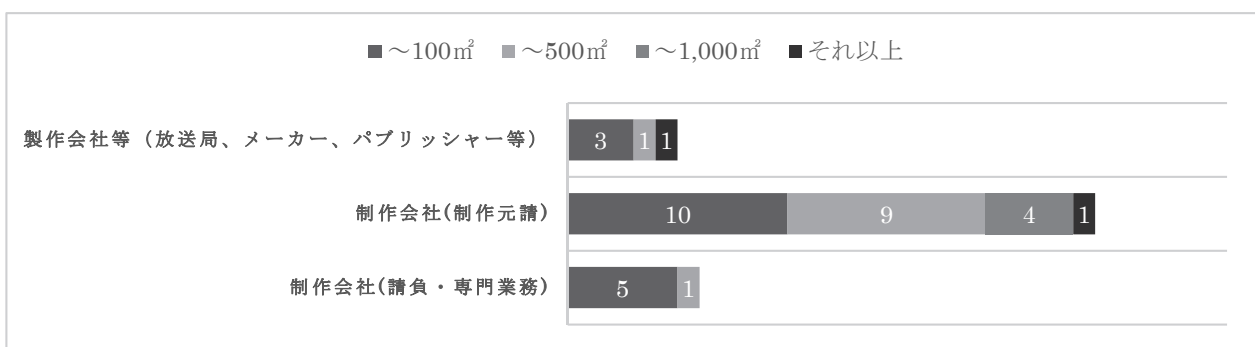 ～100㎡ ～500㎡ ～1,000㎡ それ以上
製作会社等（放送局、メーカー、パブリッシャー等） 3 1 1
制作会社(制作元請) 10 9 4 1
制作会社(請負・専門業務) 5 1